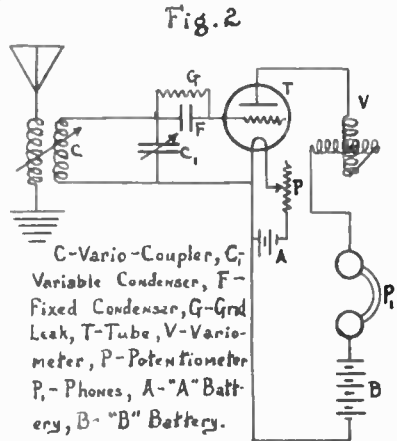 Fig. 2
G
T
V
F
C
C₁
P
A
P₁
B
C-Vario-Coupler, C₁-
Variable Condenser, F-
Fixed Condenser, G-Grid
Leak, T-Tube, V-Vario-
meter, P-Potentiometer
P₁-Phones, A-"A" Batt-
ery, B-"B" Battery.